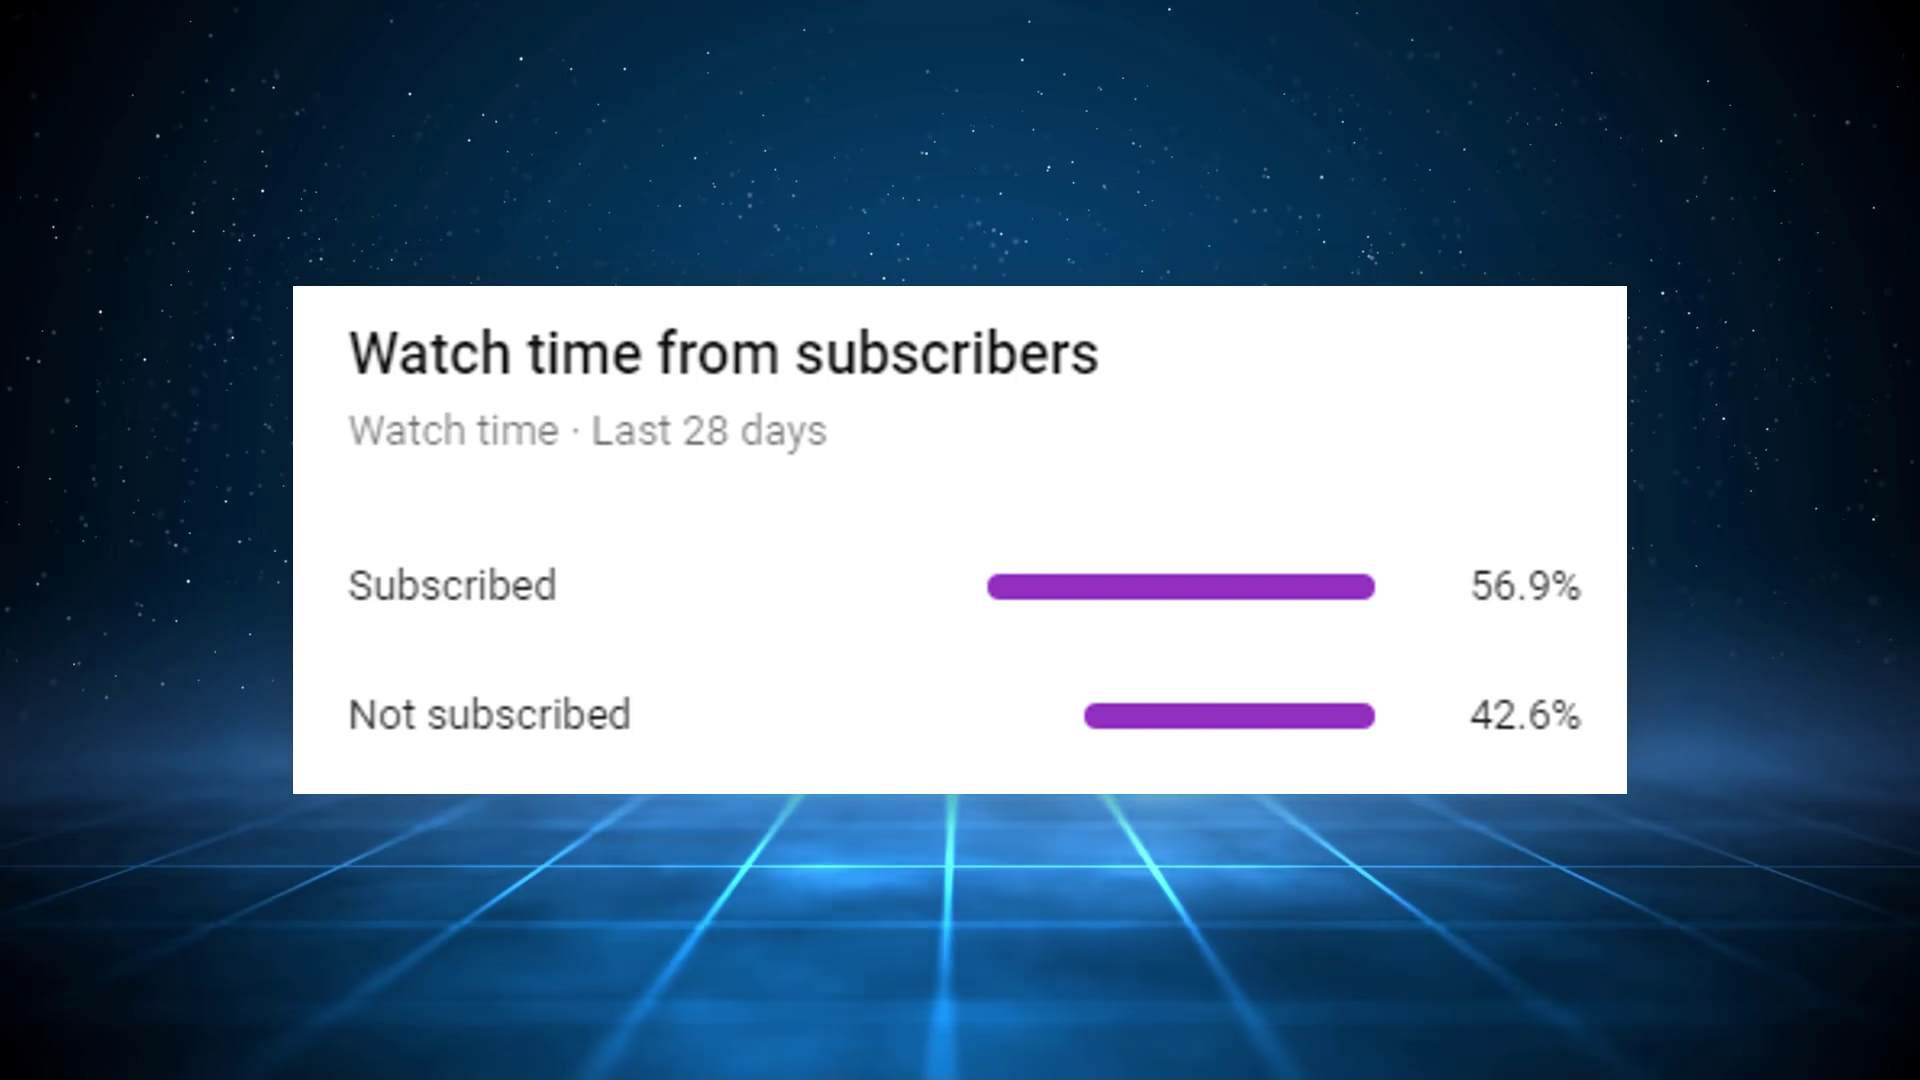 Watch time from subscribers
Watch time · Last 28 days
Subscribed 56.9%
Not subscribed 42.6%